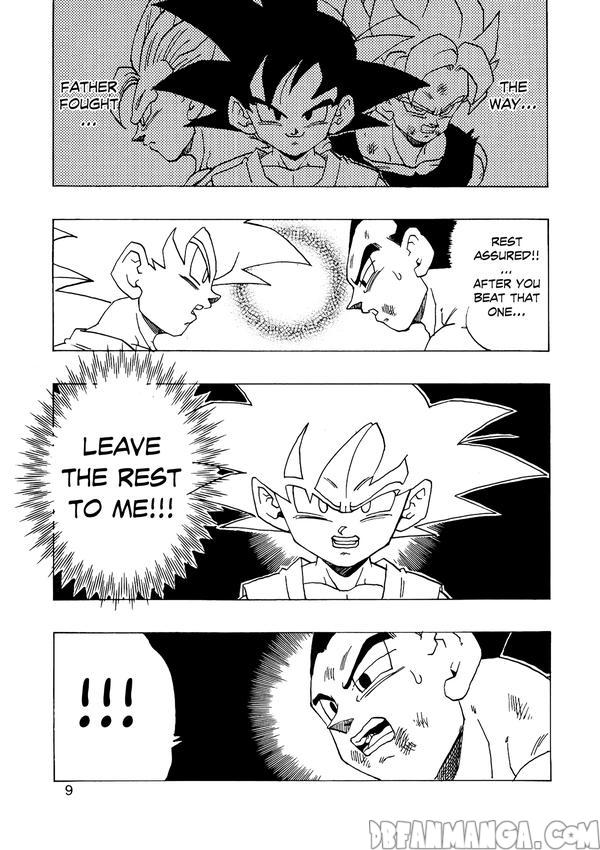 FATHER
FOUGHT
...
THE
WAY...
REST
ASSURED!!
...
AFTER YOU
BEAT THAT
ONE...
LEAVE
THE REST
TO ME!!!
!!!
9
DBFANMANGA.COM